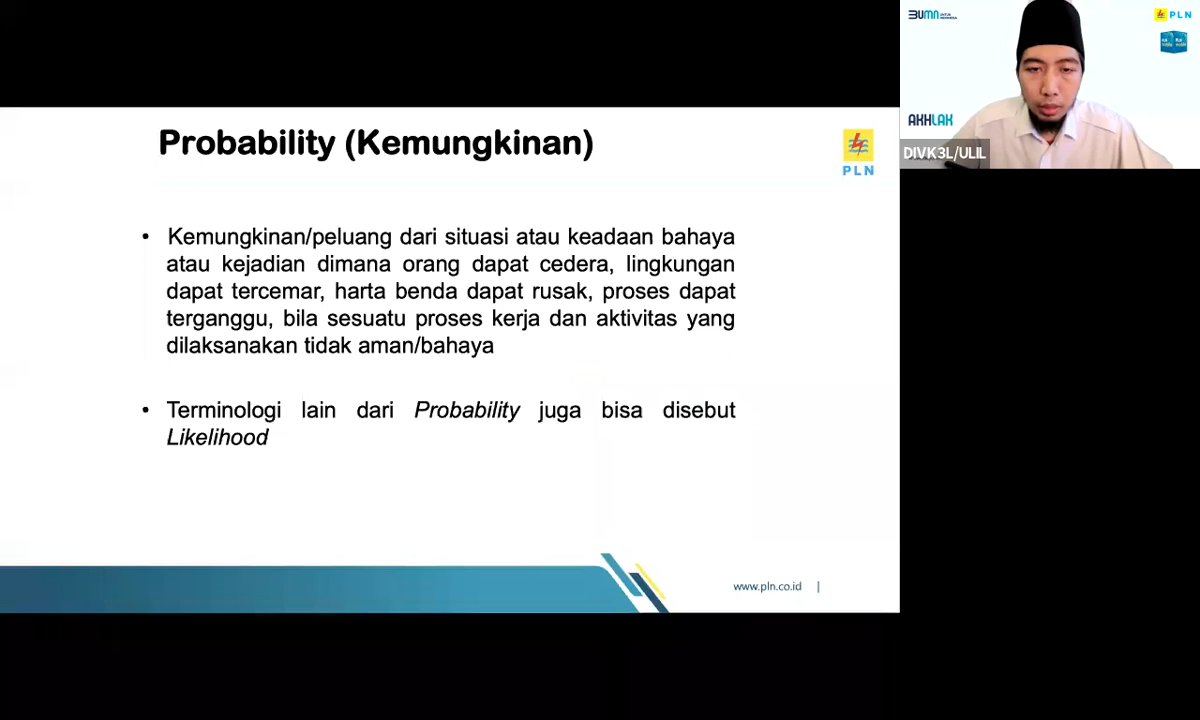 Probability (Kemungkinan)
PLN
• Kemungkinan/peluang dari situasi atau keadaan bahaya
atau kejadian dimana orang dapat cedera, lingkungan
dapat tercemar, harta benda dapat rusak, proses dapat
terganggu, bila sesuatu proses kerja dan aktivitas yang
dilaksanakan tidak aman/bahaya
• Terminologi lain dari Probability juga bisa disebut
Likelihood
www.pln.co.id |
BUMN
PLN
AKHLAK
DIVK3L/ULIL